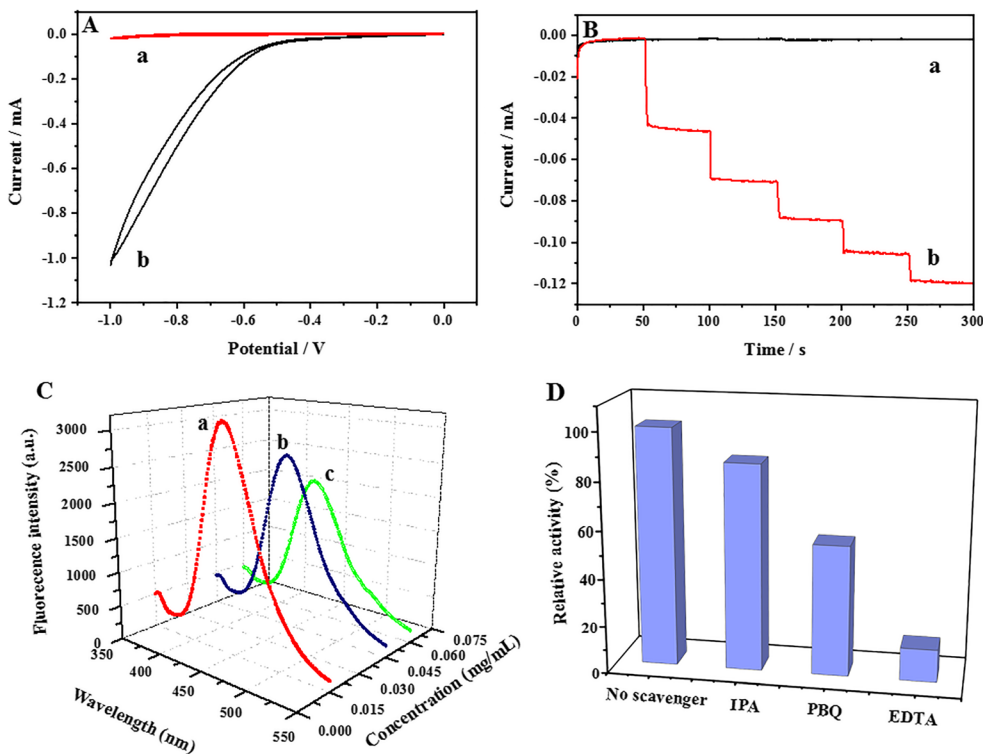 A
a
b
Current / mA
0.0
-0.2
-0.4
-0.6
-0.8
-1.0
-1.2
-1.0 -0.8 -0.6 -0.4 -0.2 0.0
Potential / V
B
a
b
Current / mA
0.00
-0.02
-0.04
-0.06
-0.08
-0.10
-0.12
0 50 100 150 200 250 300
Time / s
C
a
b
c
Fluorecence intensity (a.u.)
3000
2500
2000
1500
1000
500
0
350 400 450 500 550
Wavelength (nm)
0.000 0.015 0.030 0.045 0.060 0.075
Concentration (mg/mL)
D
Relative activity (%)
100
80
60
40
20
0
No scavenger IPA PBQ EDTA